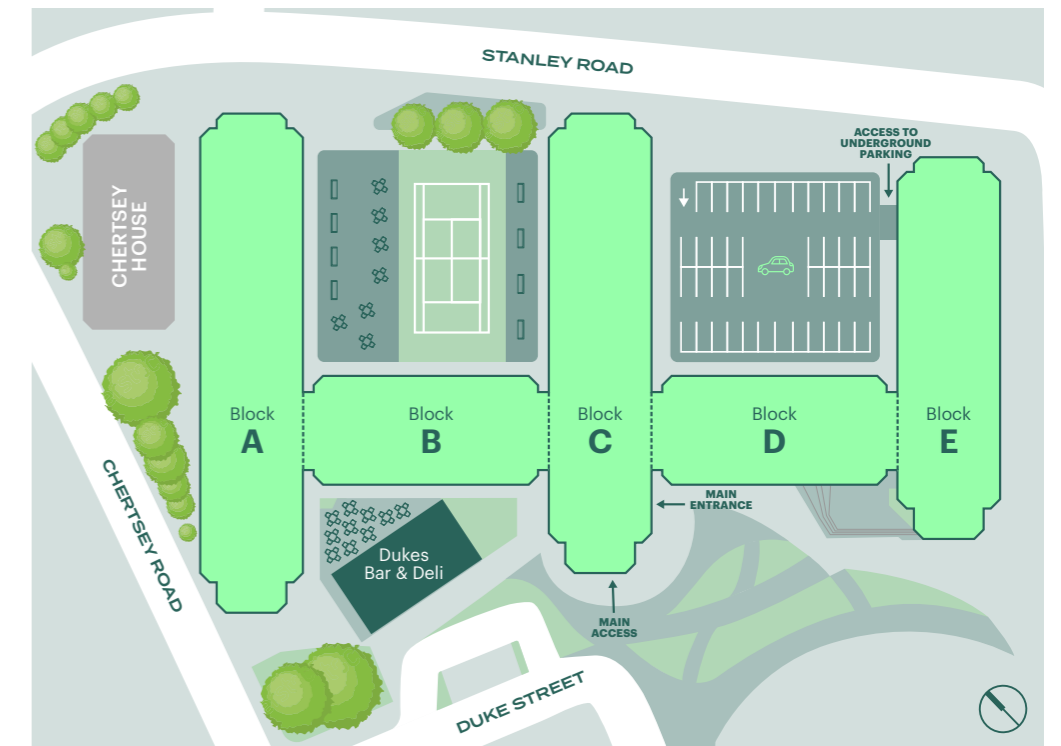 STANLEY ROAD
ACCESS TO
UNDERGROUND
PARKING
CHERTSEY
HOUSE
Block
A
Block
B
Block
C
Block
D
Block
E
MAIN
ENTRANCE
CHERTSEY ROAD
Dukes
Bar & Deli
MAIN
ACCESS
DUKE STREET